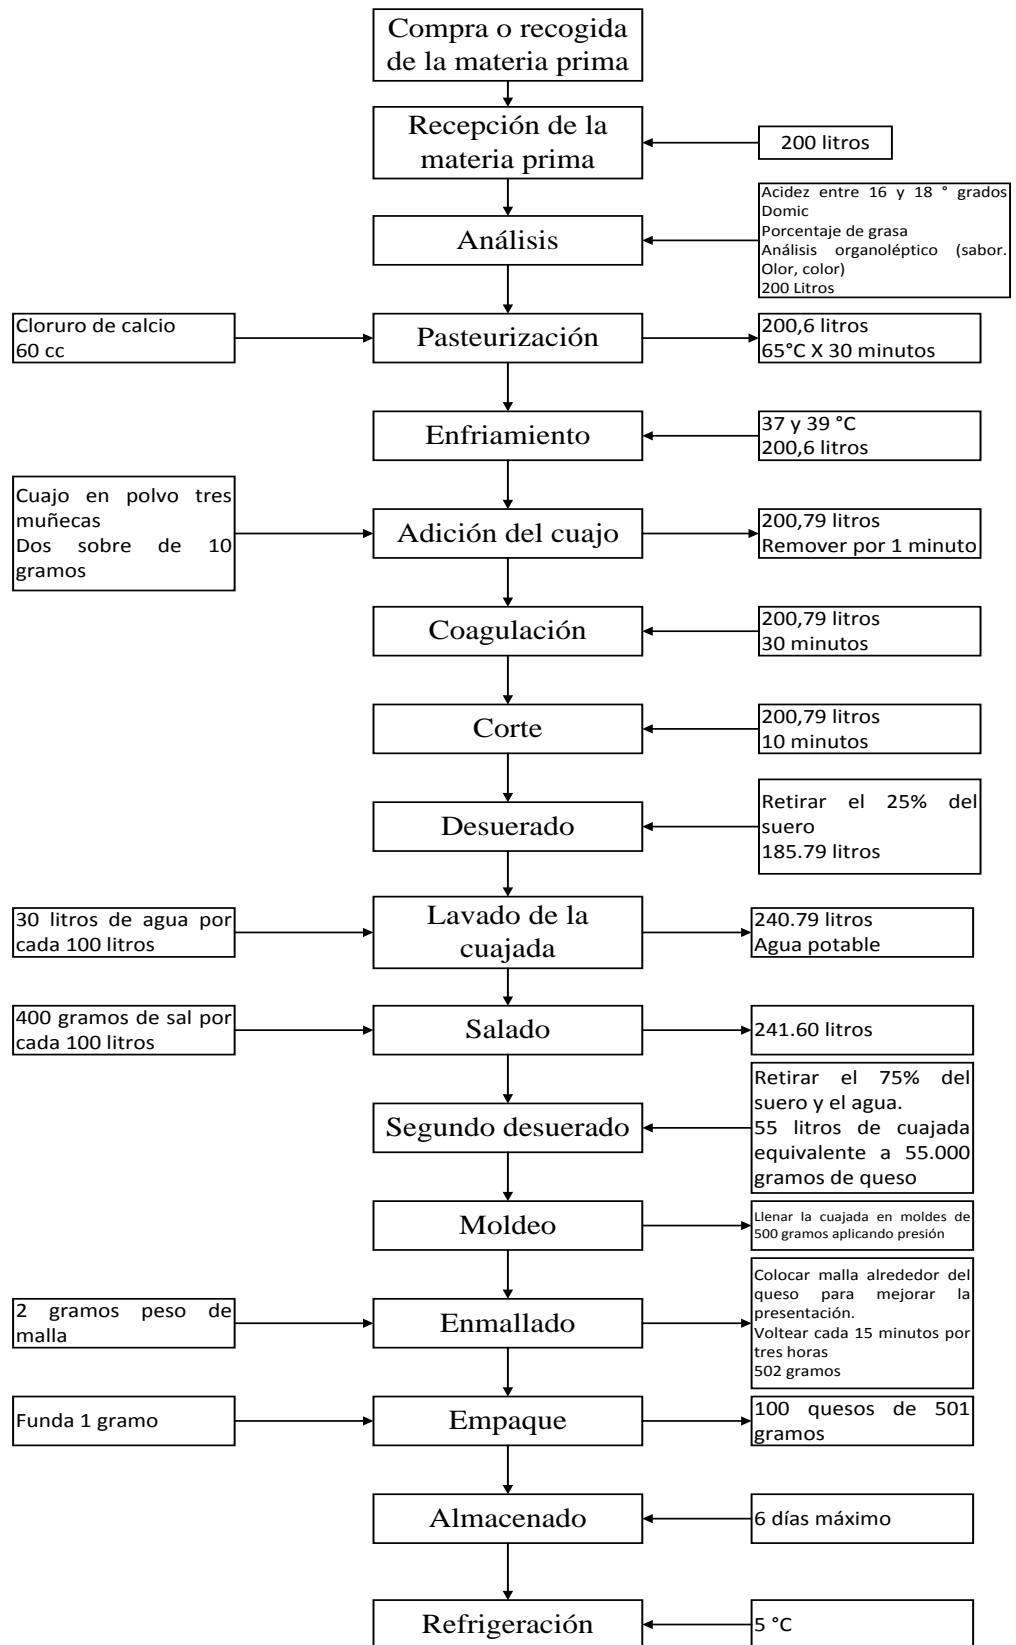 Compra o recogida
de la materia prima
Recepción de la
materia prima
200 litros
Análisis
Acidez entre 16 y 18 ° grados
Domic
Porcentaje de grasa
Análisis organoléptico (sabor.
Olor, color)
200 Litros
Cloruro de calcio
60 cc
Pasteurización
200,6 litros
65°C X 30 minutos
Enfriamiento
37 y 39 °C
200,6 litros
Cuajo en polvo tres
muñecas
Dos sobre de 10
gramos
Adición del cuajo
200,79 litros
Remover por 1 minuto
Coagulación
200,79 litros
30 minutos
Corte
200,79 litros
10 minutos
Desuerado
Retirar el 25% del
suero
185.79 litros
30 litros de agua por
cada 100 litros
Lavado de la
cuajada
240.79 litros
Agua potable
400 gramos de sal por
cada 100 litros
Salado
241.60 litros
Segundo desuerado
Retirar el 75% del
suero y el agua.
55 litros de cuajada
equivalente a 55.000
gramos de queso
Moldeo
Llenar la cuajada en moldes de
500 gramos aplicando presión
2 gramos peso de
malla
Enmallado
Colocar malla alrededor del
queso para mejorar la
presentación.
Voltear cada 15 minutos por
tres horas
502 gramos
Funda 1 gramo
Empaque
100 quesos de 501
gramos
Almacenado
6 días máximo
Refrigeración
5 °C